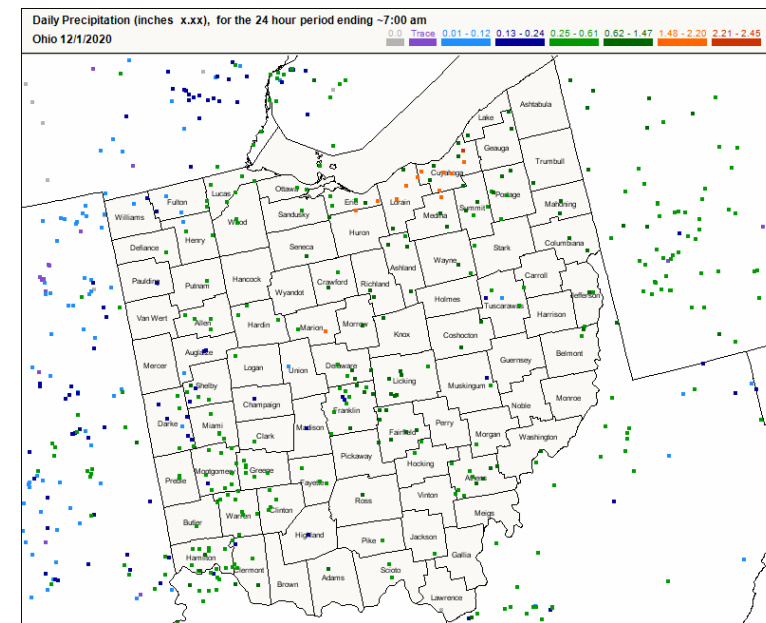 Daily Precipitation (inches x.xx), for the 24 hour period ending ~7:00 am
Ohio 12/1/2020
0.0 Trace 0.01 - 0.12 0.13 - 0.24 0.25 - 0.61 0.62 - 1.47 1.48 - 2.20 2.21 - 2.45
Ashtabula
Lake
Geauga
Trumbull
Cuyahoga
Ottawa
Lucas
Fulton
Williams
Erie
Lorain
Portage
Summit
Medina
Mahoning
Sandusky
Wood
Henry
Huron
Defiance
Seneca
Stark
Columbiana
Wayne
Ashland
Carroll
Paulding
Putnam
Hancock
Wyandot
Crawford
Richland
Jefferson
Holmes
Tuscarawas
Harrison
Van Wert
Allen
Hardin
Marion
Morrow
Knox
Coshocton
Auglaize
Belmont
Guernsey
Mercer
Logan
Union
Delaware
Licking
Muskingum
Shelby
Champaign
Monroe
Noble
Franklin
Darke
Miami
Clark
Madison
Fairfield
Perry
Morgan
Washington
Pickaway
Hocking
Preble
Montgomery
Greene
Fayette
Athens
Vinton
Ross
Clinton
Warren
Butler
Meigs
Highland
Pike
Jackson
Gallia
Hamilton
Clermont
Brown
Adams
Scioto
Lawrence